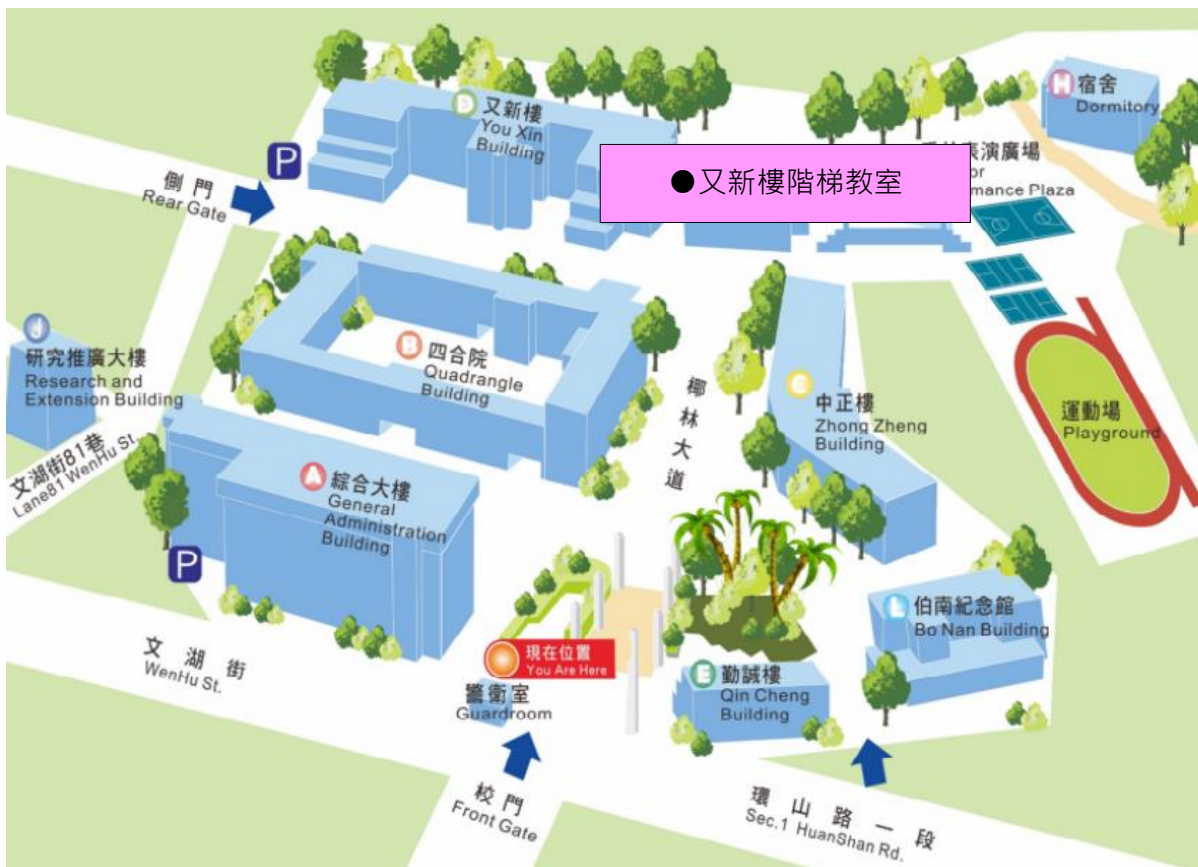 D 又新樓
You Xin
Building
H 宿舍
Dormitory
P
表演廣場
or
mance Plaza
●又新樓階梯教室
側門
Rear Gate
J
研究推廣大樓
Research and
Extension Building
B 四合院
Quadrangle
Building
椰林大道
C
中正樓
Zhong Zheng
Building
運動場
Playground
文湖街81巷
Lane81 WenHu St.
A 綜合大樓
General
Administration
Building
P
L 伯南紀念館
Bo Nan Building
文湖街
WenHu St.
現在位置
You Are Here
E 勤誠樓
Qin Cheng
Building
警衛室
Guardroom
校門
Front Gate
環山路一段
Sec.1 HuanShan Rd.